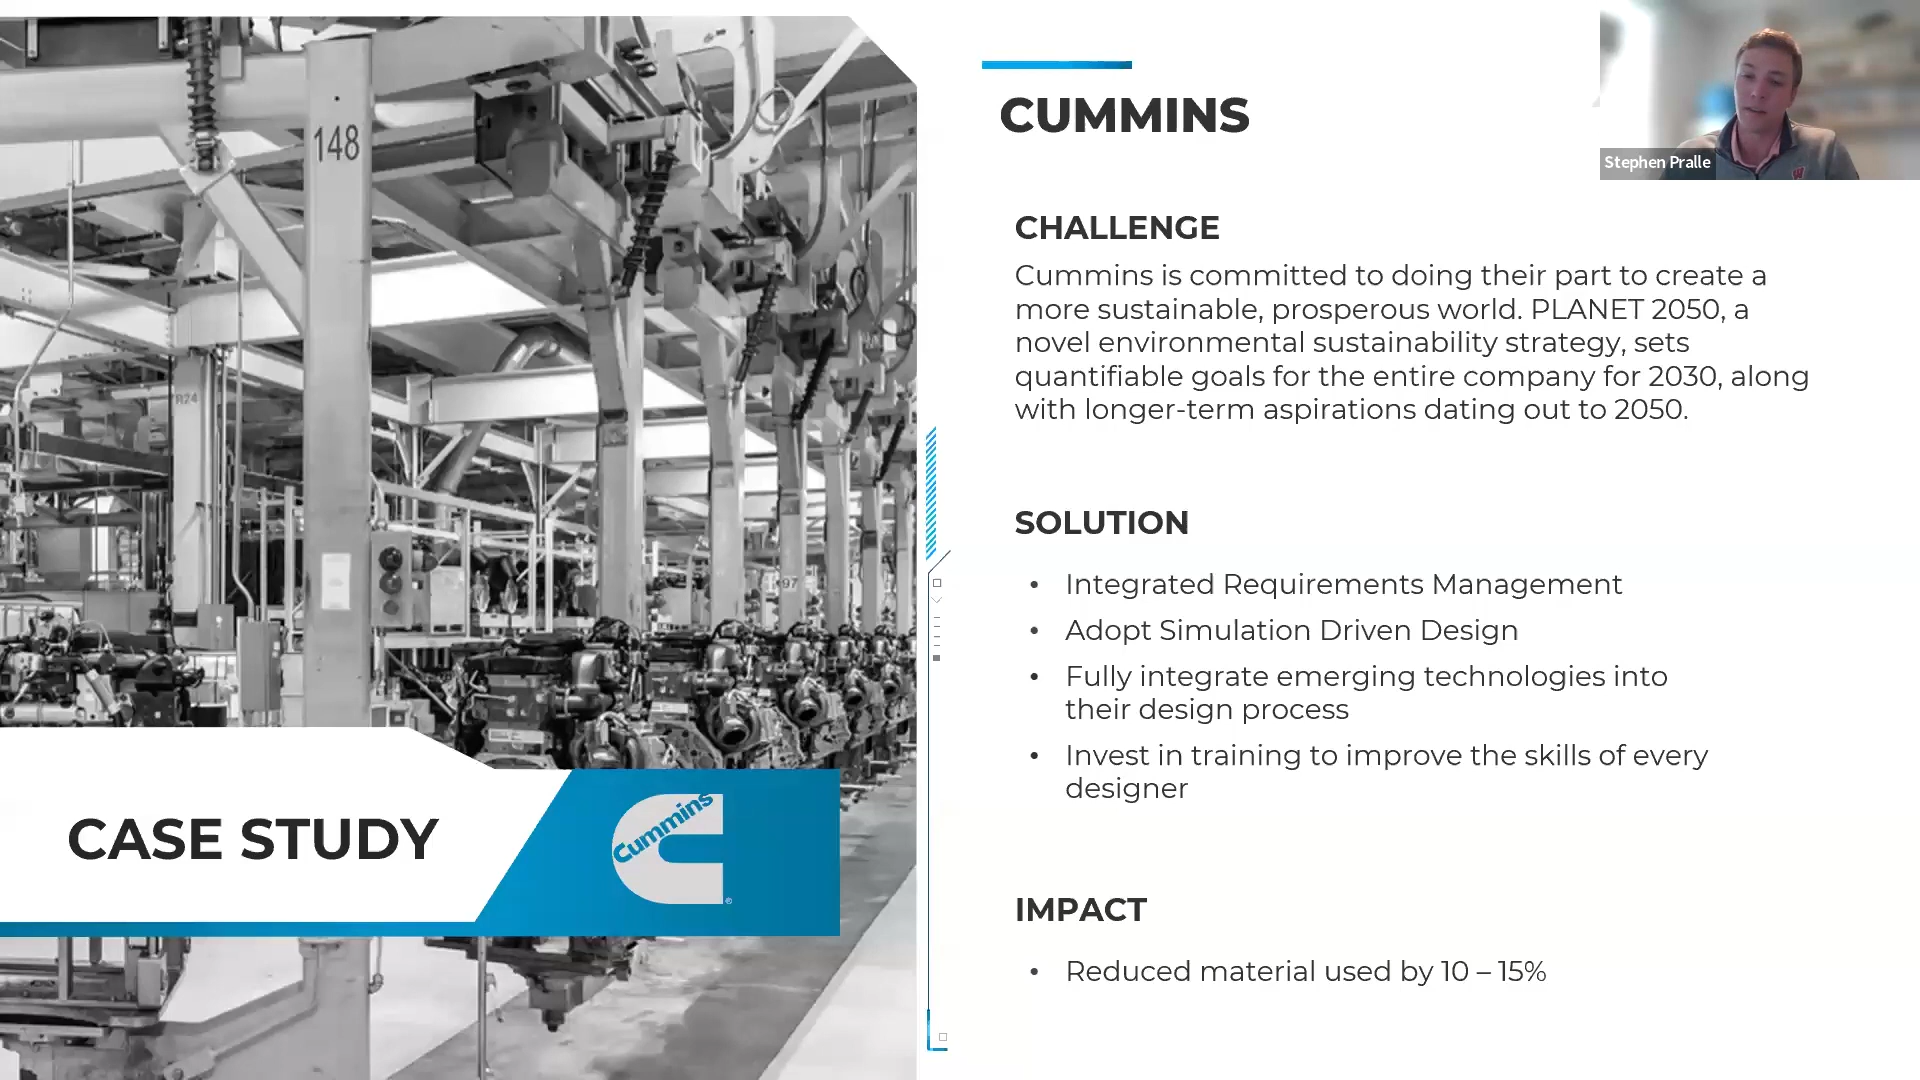 148
R24
97
CASE STUDY
Cummins
®
CUMMINS
Stephen Pralle
CHALLENGE
Cummins is committed to doing their part to create a
more sustainable, prosperous world. PLANET 2050, a
novel environmental sustainability strategy, sets
quantifiable goals for the entire company for 2030, along
with longer-term aspirations dating out to 2050.
SOLUTION
• Integrated Requirements Management
• Adopt Simulation Driven Design
• Fully integrate emerging technologies into
their design process
• Invest in training to improve the skills of every
designer
IMPACT
• Reduced material used by 10 – 15%